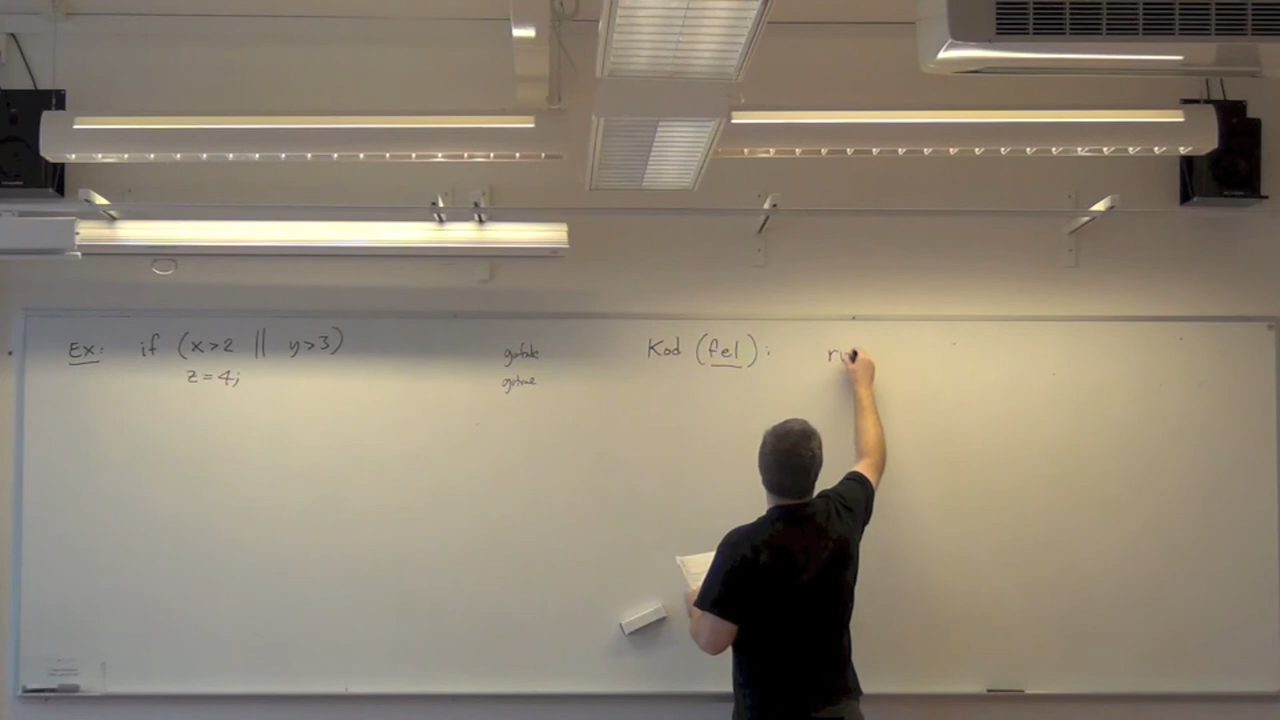 Ex: if (x>2 || y>3)
z=4;
Kod (fel):